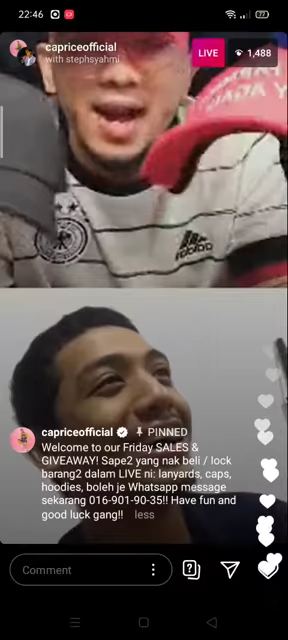 22:46
77
capriceofficial
with stephsyahmi
LIVE
1,488
adidas
capriceofficial PINNED
Welcome to our Friday SALES &
GIVEAWAY! Sape2 yang nak beli / lock
barang2 dalam LIVE ni: lanyards, caps,
hoodies, boleh je Whatsapp message
sekarang 016-901-90-35!! Have fun and
good luck gang!! less
Comment